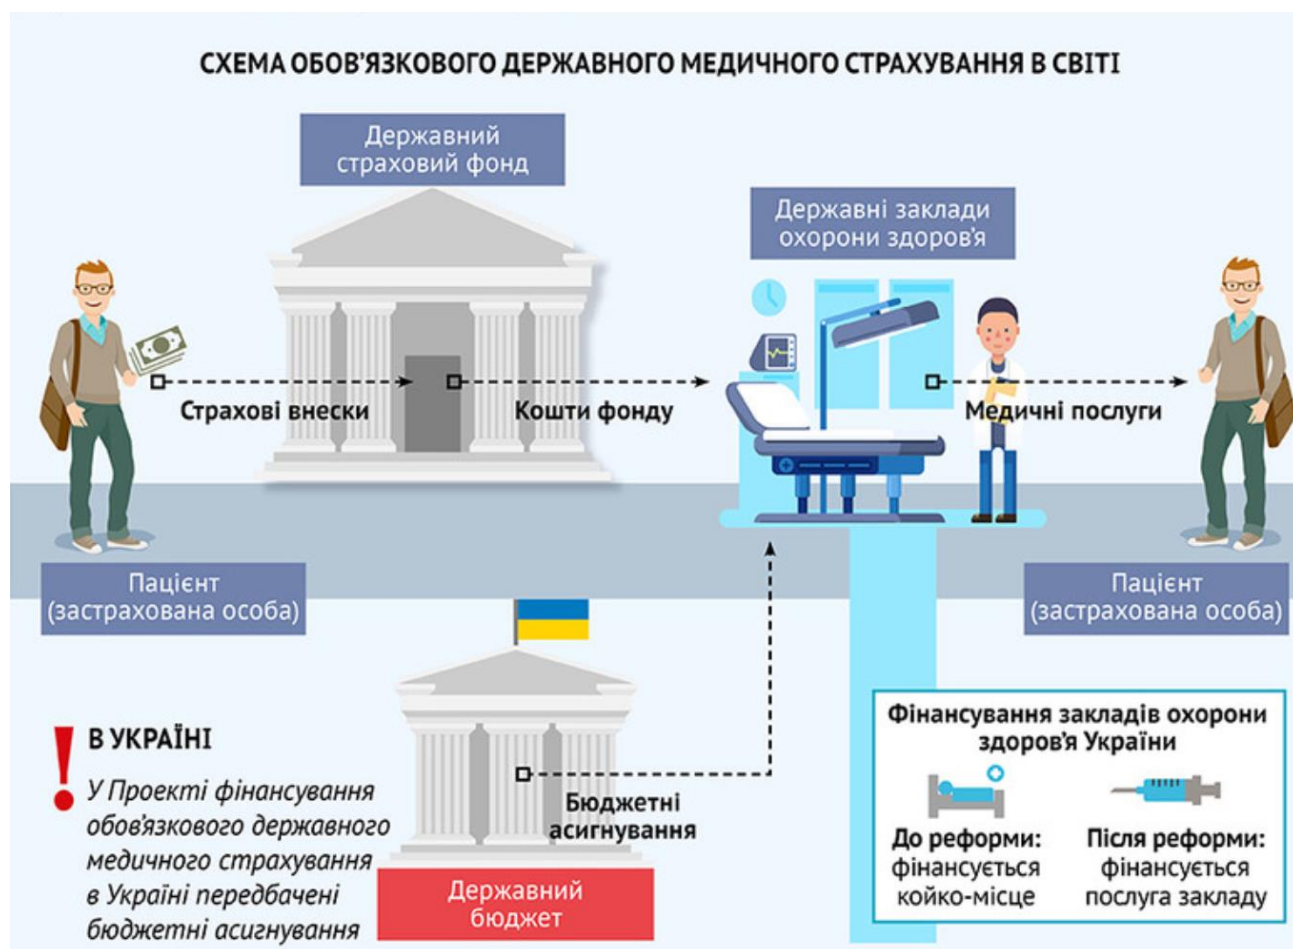 СХЕМА ОБОВ'ЯЗКОВОГО ДЕРЖАВНОГО МЕДИЧНОГО СТРАХУВАННЯ В СВІТІ
Державний
страховий фонд
Державні заклади
охорони здоров'я
Страхові внески
Кошти фонду
Медичні послуги
Пацієнт
(застрахована особа)
Пацієнт
(застрахована особа)
! В УКРАЇНІ
У Проекті фінансування
обов'язкового державного
медичного страхування
в Україні передбачені
бюджетні асигнування
Бюджетні
асигнування
Державний
бюджет
Фінансування закладів охорони
здоров'я України
До реформи:
фінансується
койко-місце
Після реформи:
фінансується
послуга закладу